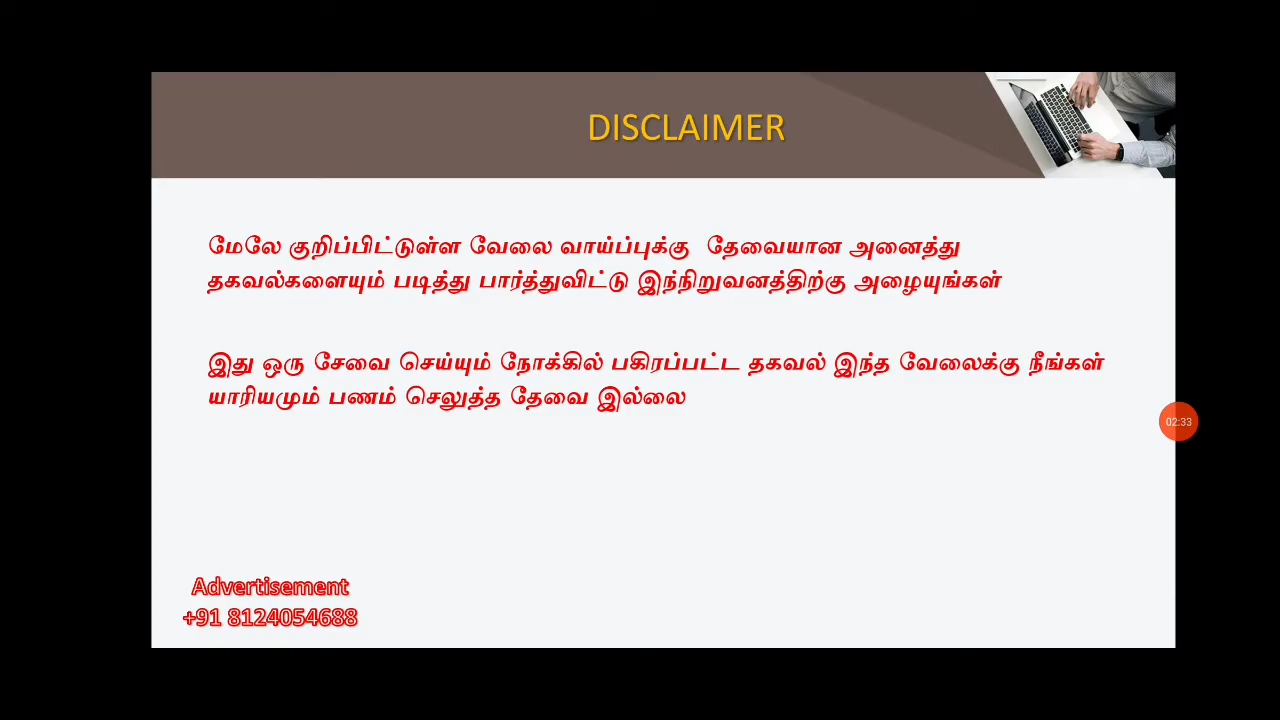 DISCLAIMER
மேலே குறிப்பிட்டுள்ள வேலை வாய்ப்புக்கு தேவையான அனைத்து
தகவல்களையும் படித்து பார்த்துவிட்டு இந்நிறுவனத்திற்கு அழையுங்கள்
இது ஒரு சேவை செய்யும் நோக்கில் பகிரப்பட்ட தகவல் இந்த வேலைக்கு நீங்கள்
யாரியமும் பணம் செலுத்த தேவை இல்லை
02:33
Advertisement
+91 8124054688